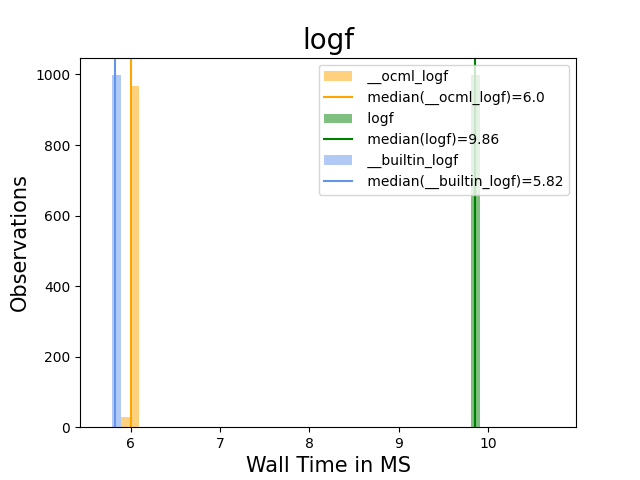 logf
Observations
1000
800
600
400
200
0
__ocml_logf
median(__ocml_logf)=6.0
logf
median(logf)=9.86
__builtin_logf
median(__builtin_logf)=5.82
6 7 8 9 10
Wall Time in MS